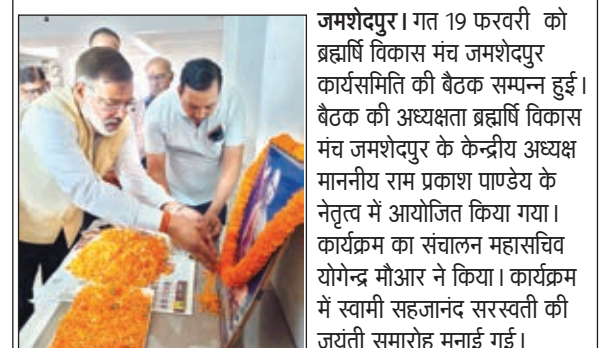 जमशेदपुर। गत 19 फरवरी को
ब्रह्मर्षि विकास मंच जमशेदपुर
कार्यसमिति की बैठक सम्पन्न हुई।
बैठक की अध्यक्षता ब्रह्मर्षि विकास
मंच जमशेदपुर के केन्द्रीय अध्यक्ष
माननीय राम प्रकाश पाण्डेय के
नेतृत्व में आयोजित किया गया।
कार्यक्रम का संचालन महासचिव
योगेन्द्र मौआर ने किया। कार्यक्रम
में स्वामी सहजानंद सरस्वती की
जयंती समारोह मनाई गई।